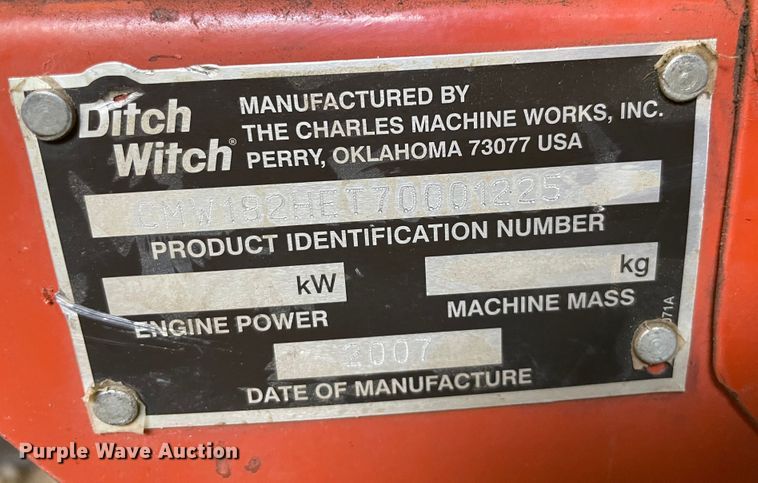 Ditch
Witch®
MANUFACTURED BY
THE CHARLES MACHINE WORKS, INC.
PERRY, OKLAHOMA 73077 USA
CMW182HET70001225
PRODUCT IDENTIFICATION NUMBER
kW
kg
ENGINE POWER
MACHINE MASS
071A
2007
DATE OF MANUFACTURE
Purple Wave Auction